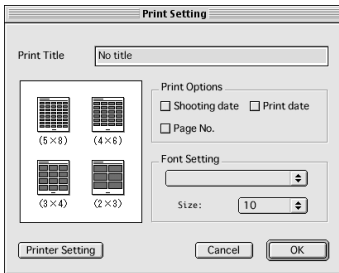 Print Setting
Print Title No title
Print Options
Shooting date Print date
Page No.
(5×8) (4×6)
Font Setting
(3×4) (2×3)
Size: 10
Printer Setting Cancel OK